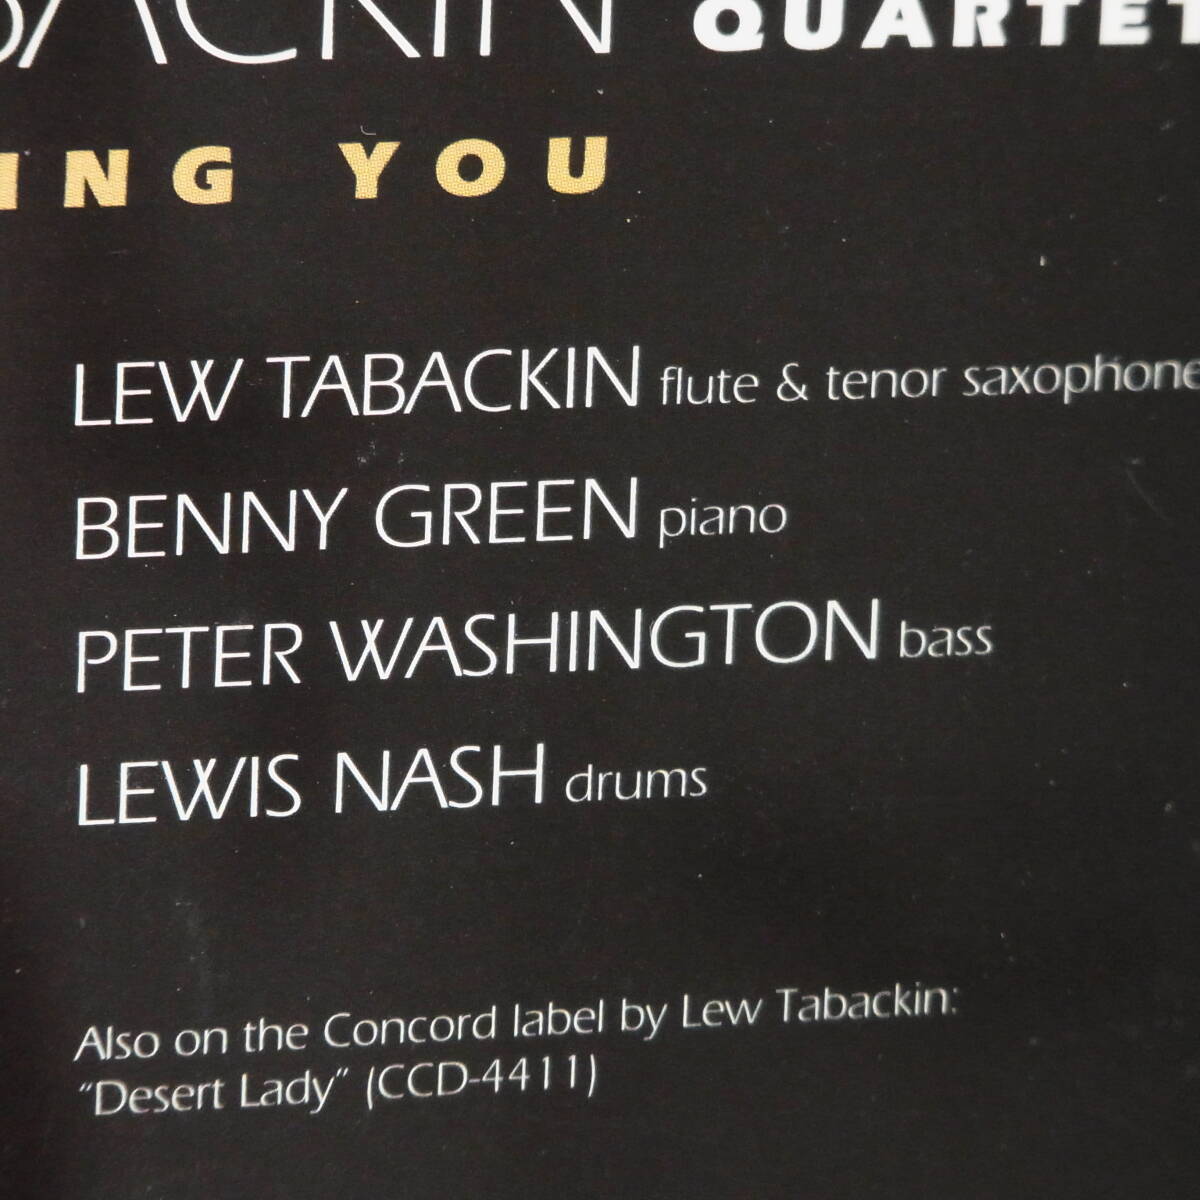 QUARTET
YOU
LEW TABACKIN flute & tenor saxophone
BENNY GREEN piano
PETER WASHINGTON bass
LEWIS NASH drums
Also on the Concord label by Lew Tabackin:
"Desert Lady" (CCD-4411)